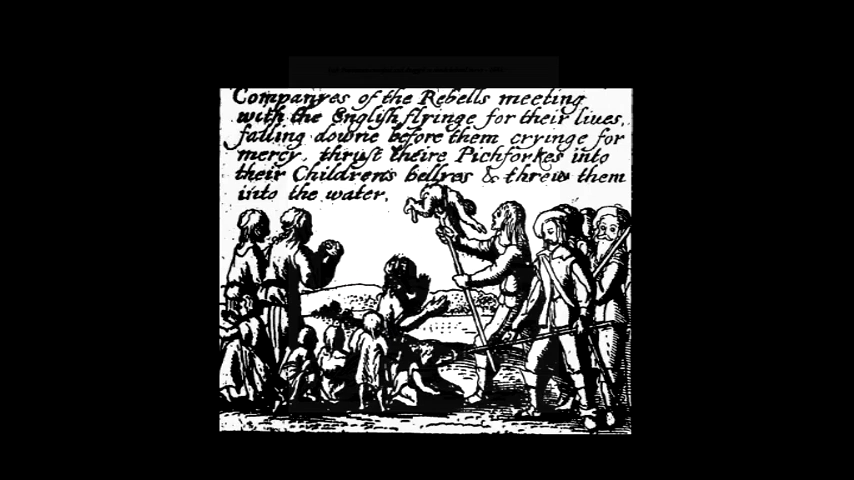 Companyes of the Rebells meeting
with the English flyinge for their liues,
falling downe before them cryinge for
mercy, thrust theire Pichforkes into
their Childrens bellyes & threw them
into the water.